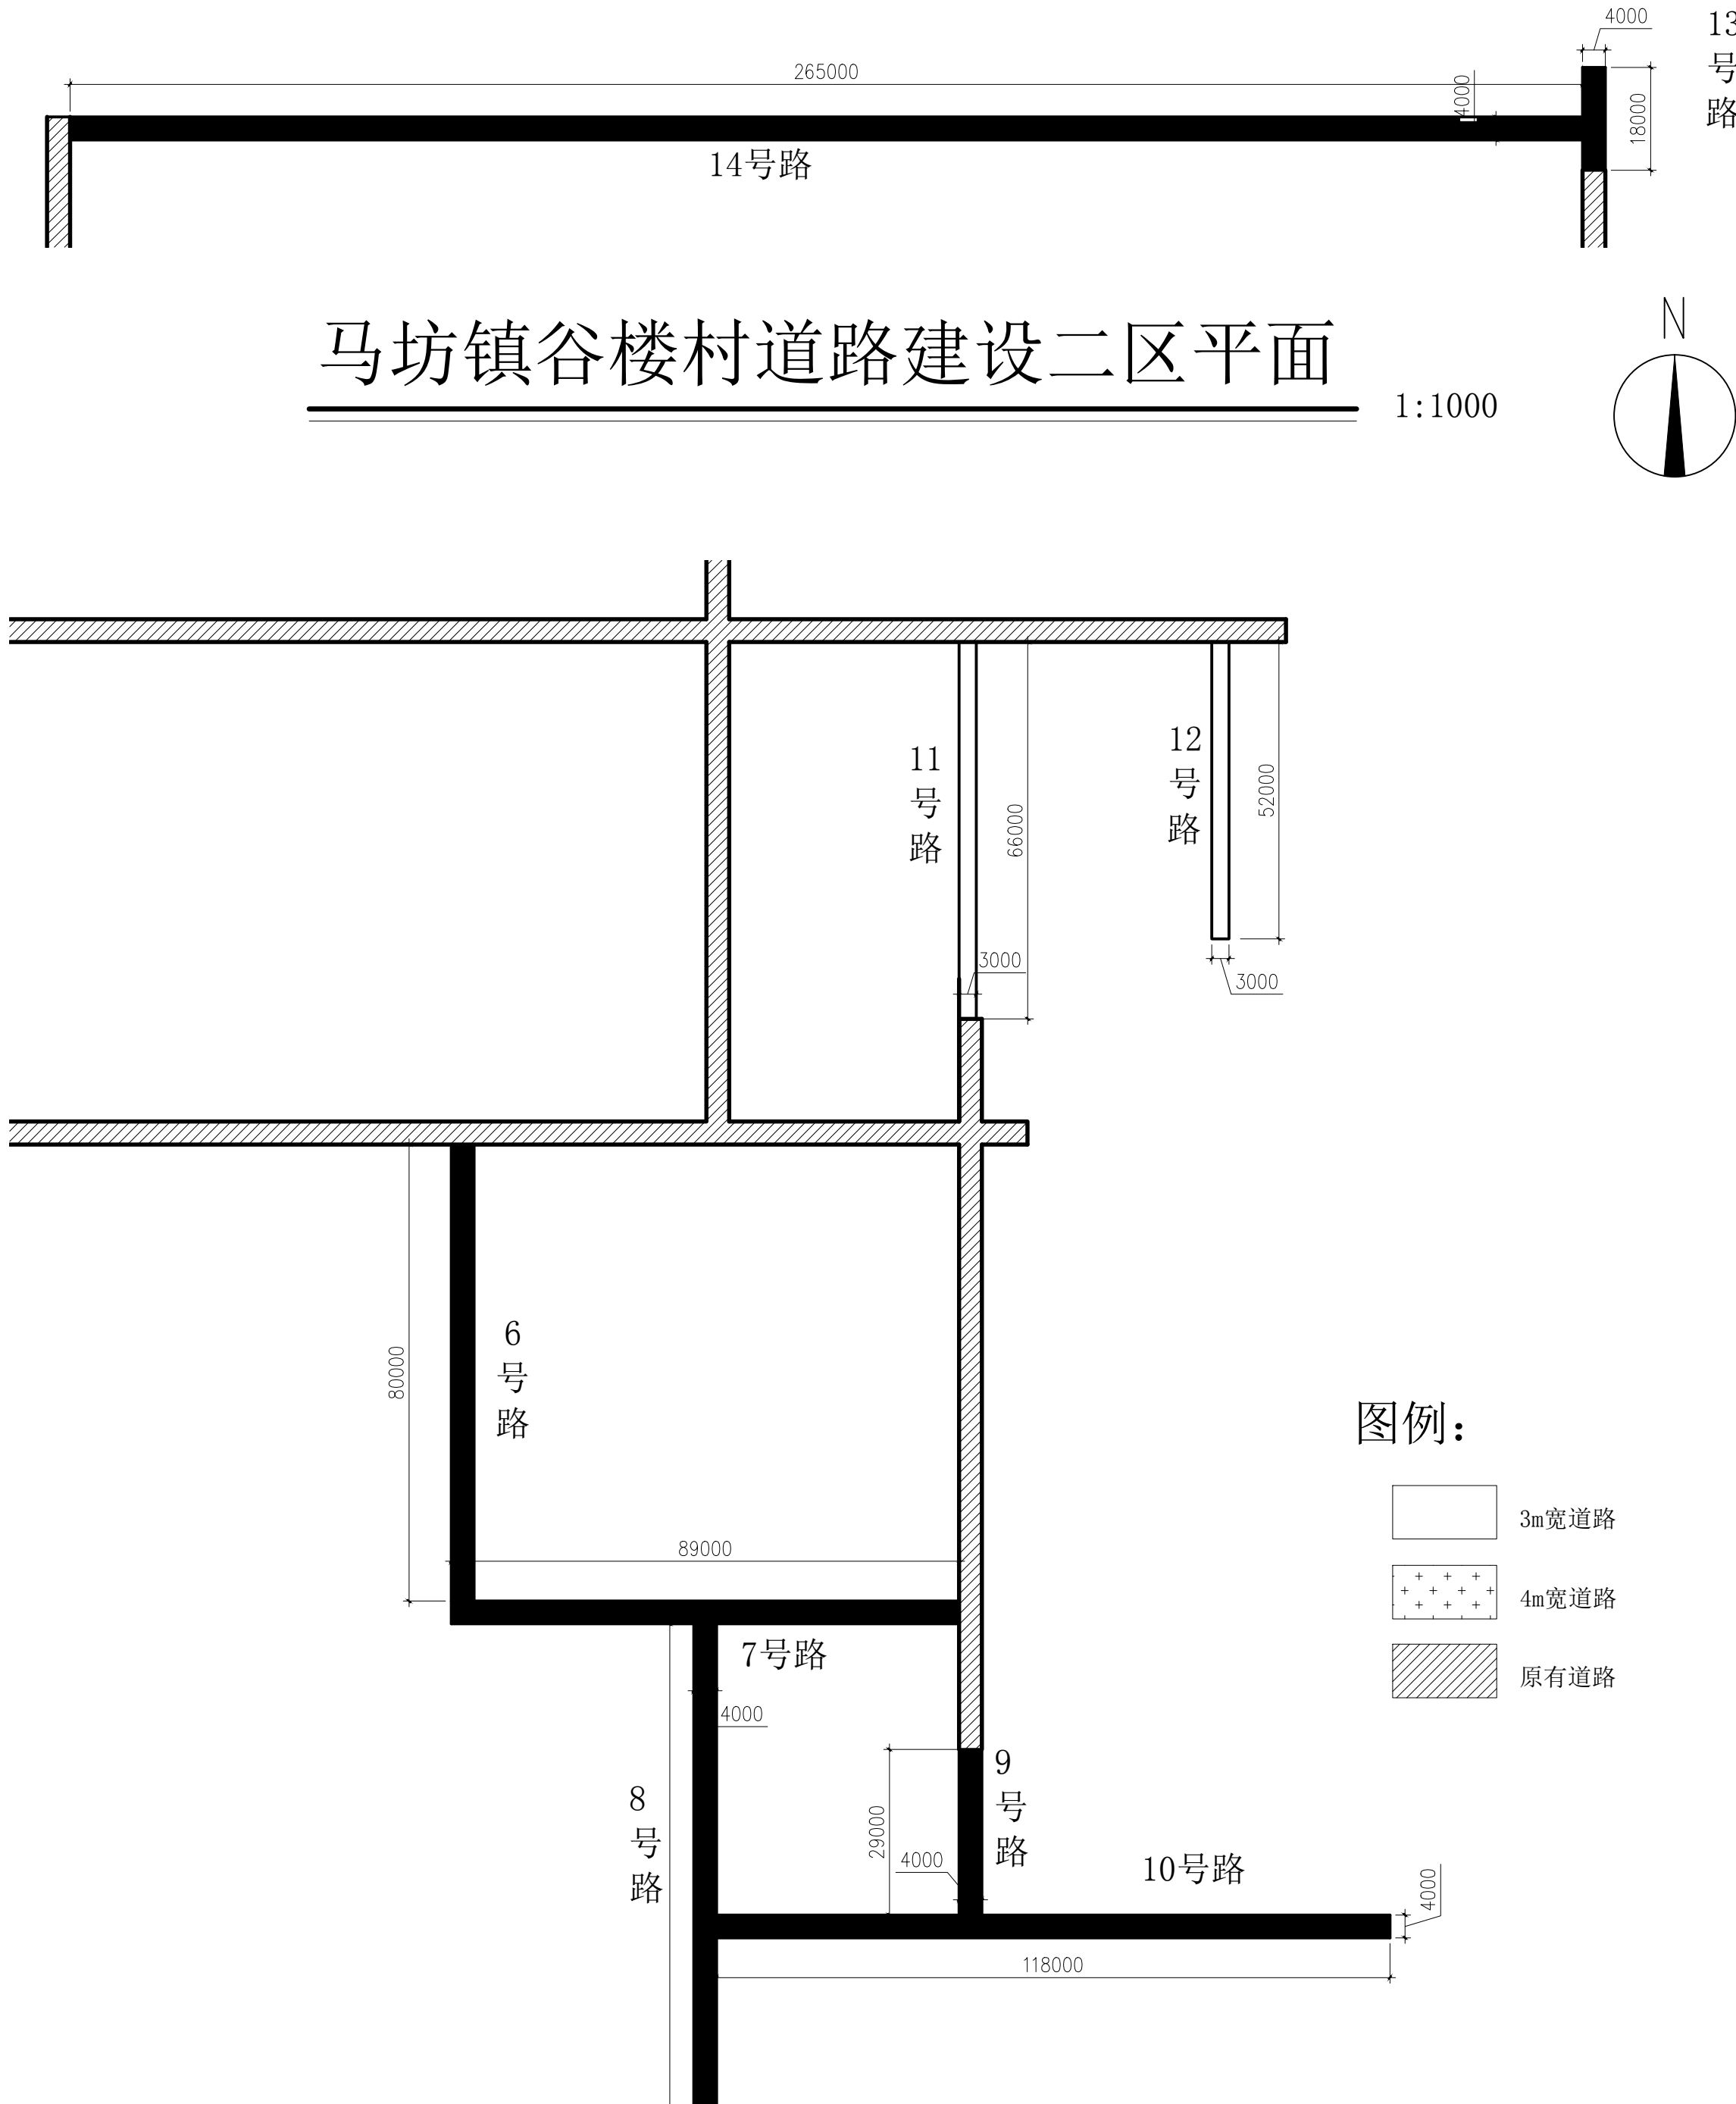 4000
13
号
路
265000
4000
18000
14号路
马坊镇谷楼村道路建设二区平面
1:1000
N
11
号
路
12
号
路
66000
52000
3000
3000
6
号
路
80000
89000
7号路
4000
8
号
路
9
号
路
29000
4000
10号路
4000
118000
图例：
3m宽道路
4m宽道路
原有道路